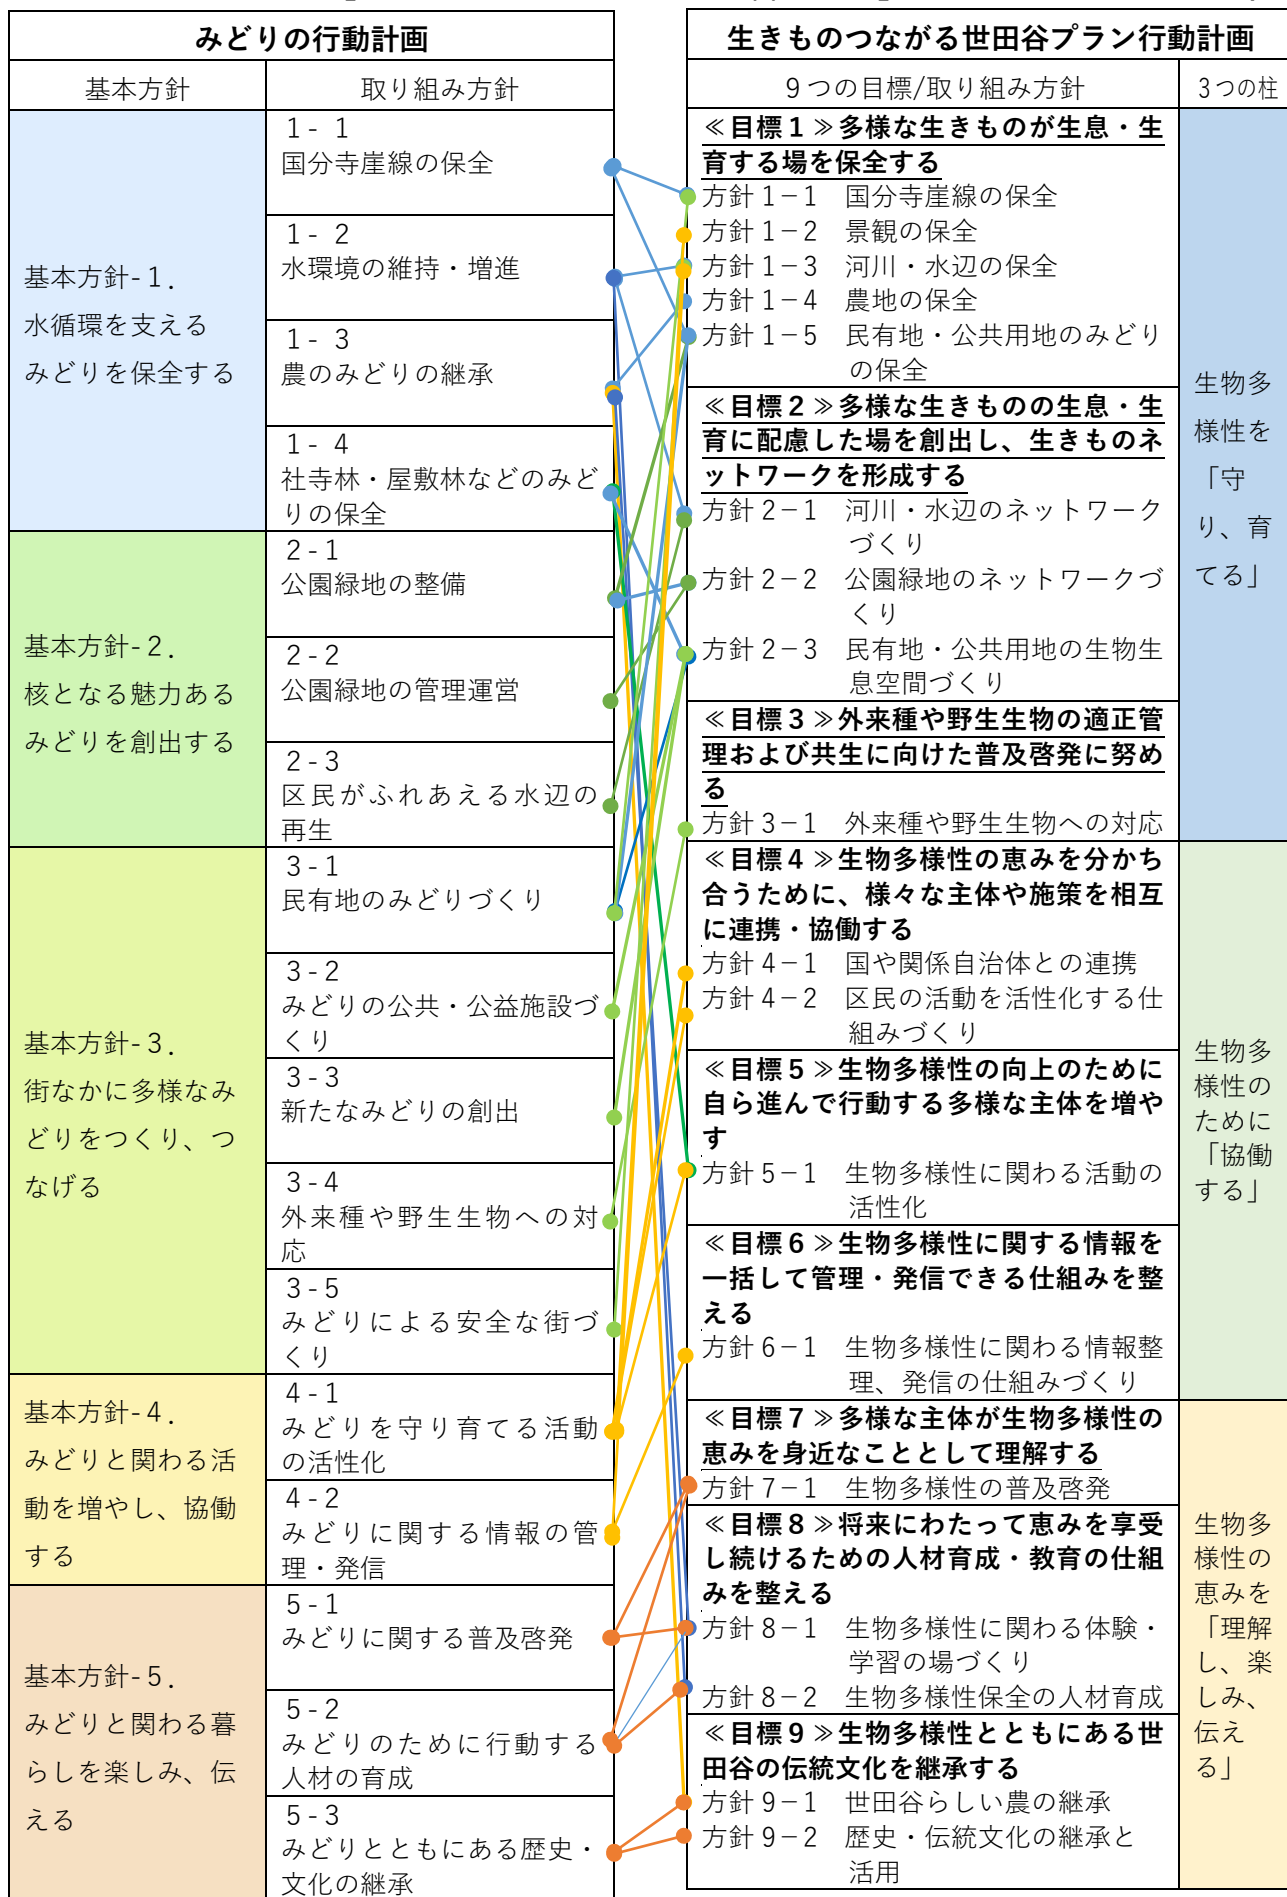 みどりの行動計画
基本方針
取り組み方針
基本方針-1．
水循環を支える
みどりを保全する
1- 1
国分寺崖線の保全
1- 2
水環境の維持・増進
1- 3
農のみどりの継承
1- 4
社寺林・屋敷林などのみど
りの保全
基本方針-2．
核となる魅力ある
みどりを創出する
2-1
公園緑地の整備
2-2
公園緑地の管理運営
2-3
区民がふれあえる水辺の
再生
基本方針-3．
街なかに多様なみ
どりをつくり、つ
なげる
3-1
民有地のみどりづくり
3-2
みどりの公共・公益施設づ
くり
3-3
新たなみどりの創出
3-4
外来種や野生生物への対
応
3-5
みどりによる安全な街づ
くり
基本方針-4．
みどりと関わる活
動を増やし、協働
する
4-1
みどりを守り育てる活動
の活性化
4-2
みどりに関する情報の管
理・発信
基本方針-5．
みどりと関わる暮
らしを楽しみ、伝
える
5-1
みどりに関する普及啓発
5-2
みどりのために行動する
人材の育成
5-3
みどりとともにある歴史・
文化の継承
生きものつながる世田谷プラン行動計画
9つの目標/取り組み方針
3つの柱
≪目標1≫多様な生きものが生息・生
育する場を保全する
方針1－1　国分寺崖線の保全
方針1－2　景観の保全
方針1－3　河川・水辺の保全
方針1－4　農地の保全
方針1－5　民有地・公共用地のみどり
の保全
≪目標2≫多様な生きものの生息・生
育に配慮した場を創出し、生きものネ
ットワークを形成する
方針2－1　河川・水辺のネットワーク
づくり
方針2－2　公園緑地のネットワークづ
くり
方針2－3　民有地・公共用地の生物生
息空間づくり
≪目標3≫外来種や野生生物の適正管
理および共生に向けた普及啓発に努め
る
方針3－1　外来種や野生生物への対応
生物多
様性を
「守
り、育
てる」
≪目標4≫生物多様性の恵みを分かち
合うために、様々な主体や施策を相互
に連携・協働する
方針4－1　国や関係自治体との連携
方針4－2　区民の活動を活性化する仕
組みづくり
≪目標5≫生物多様性の向上のために
自ら進んで行動する多様な主体を増や
す
方針5－1　生物多様性に関わる活動の
活性化
≪目標6≫生物多様性に関する情報を
一括して管理・発信できる仕組みを整
える
方針6－1　生物多様性に関わる情報整
理、発信の仕組みづくり
生物多
様性の
ために
「協働
する」
≪目標7≫多様な主体が生物多様性の
恵みを身近なこととして理解する
方針7－1　生物多様性の普及啓発
≪目標8≫将来にわたって恵みを享受
し続けるための人材育成・教育の仕組
みを整える
方針8－1　生物多様性に関わる体験・
学習の場づくり
方針8－2　生物多様性保全の人材育成
≪目標9≫生物多様性とともにある世
田谷の伝統文化を継承する
方針9－1　世田谷らしい農の継承
方針9－2　歴史・伝統文化の継承と
活用
生物多
様性の
恵みを
「理解
し、楽
しみ、
伝え
る」